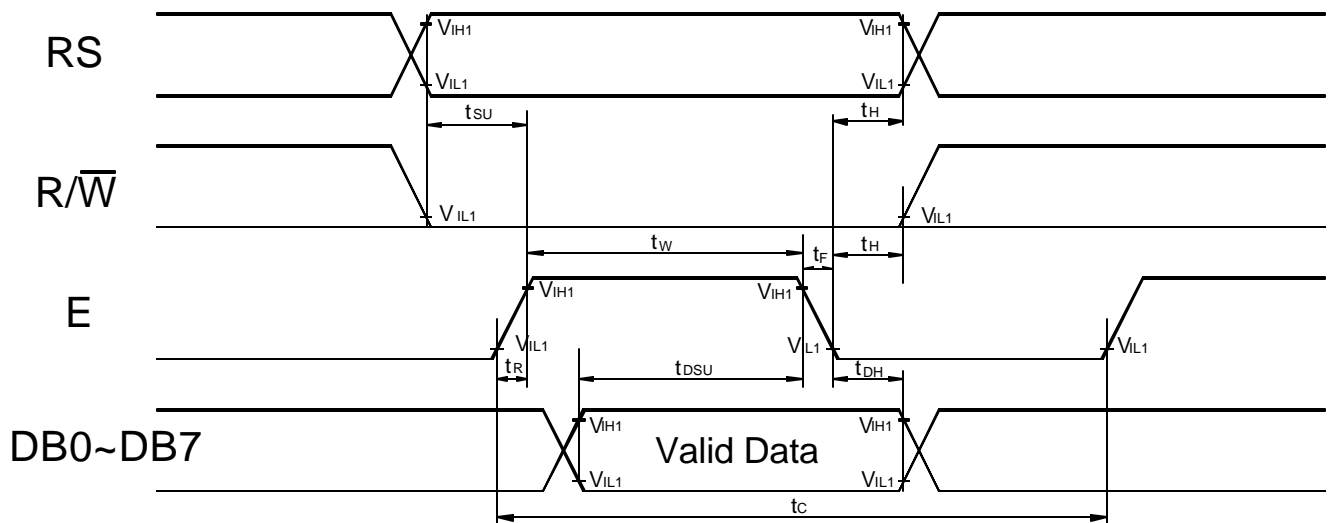 RS
VIH1
VIH1
VIL1
VIL1
tSU
tH
R/W̅
VIL1
VIL1
tW
tF
tH
E
VIH1
VIH1
VIL1
VIL1
VIL1
tR
tDSU
tDH
DB0~DB7
VIH1
VIH1
Valid Data
VIL1
VIL1
tC